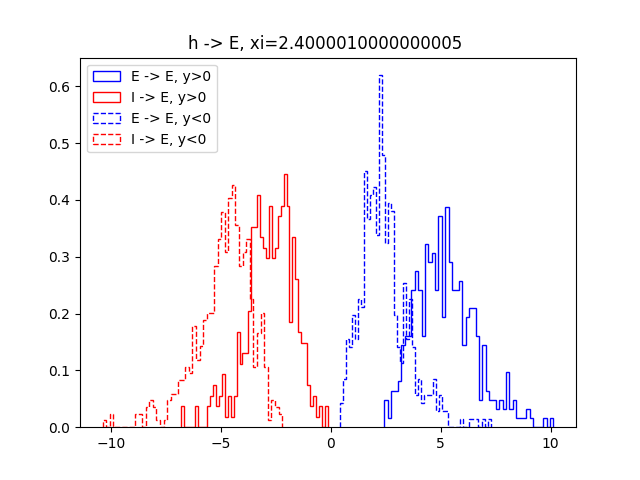 h -> E, xi=2.4000010000000005
E -> E, y>0
I -> E, y>0
E -> E, y<0
I -> E, y<0
0.6
0.5
0.4
0.3
0.2
0.1
0.0
−10 −5 0 5 10